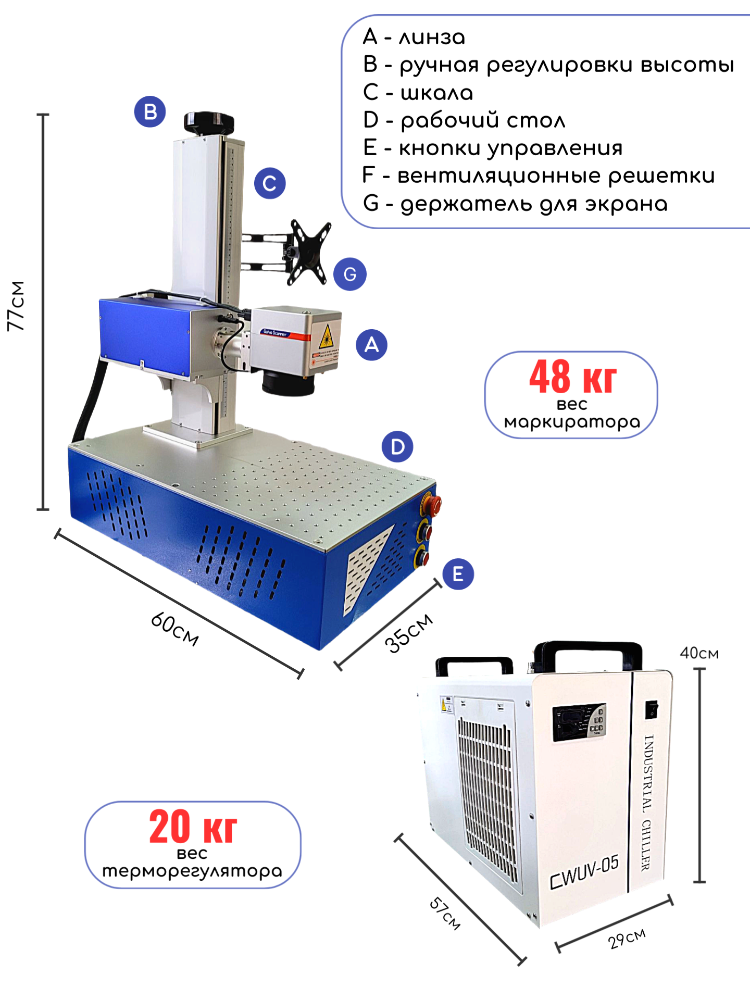 A - линза
B - ручная регулировки высоты
C - шкала
D - рабочий стол
E - кнопки управления
F - вентиляционные решетки
G - держатель для экрана
B
C
G
77см
Galvo Scanner
A
48 кг
вес
маркиратора
D
E
60см
35см
40см
INDUSTRIAL CHILLER
20 кг
вес
терморегулятора
CWUV-05
57см
29см